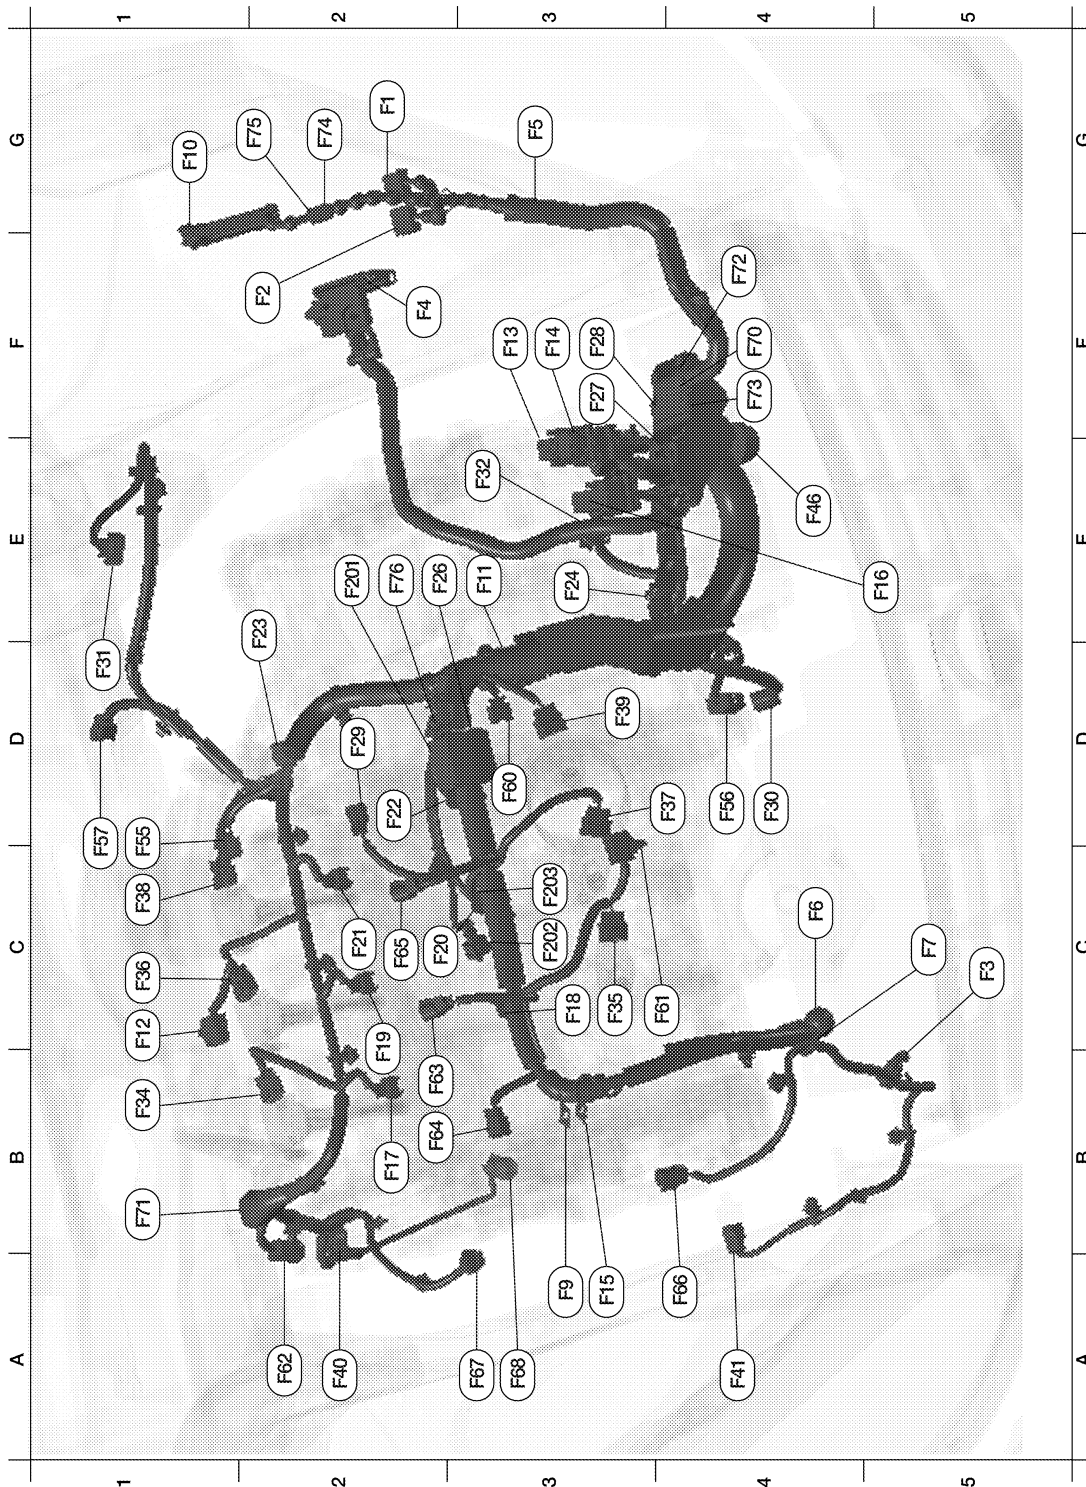 1 2 3 4 5
G G
F10 F75 F74 F1 F5
F2 F4 F72
F F
F13 F14 F28 F70
F27 F73
F32 F46
E E
F31 F23 F201 F76 F26 F11 F24 F16
D D
F29 F39
F57 F55 F22 F60 F37 F56 F30
F38 F21 F65 F20 F203 F6
F202
C C
F36 F7 F3
F12 F19 F18 F35 F61
F34 F63
F64
F17
B B
F71
F9 F15 F66
F62 F40 F67 F68 F41
A A
1 2 3 4 5